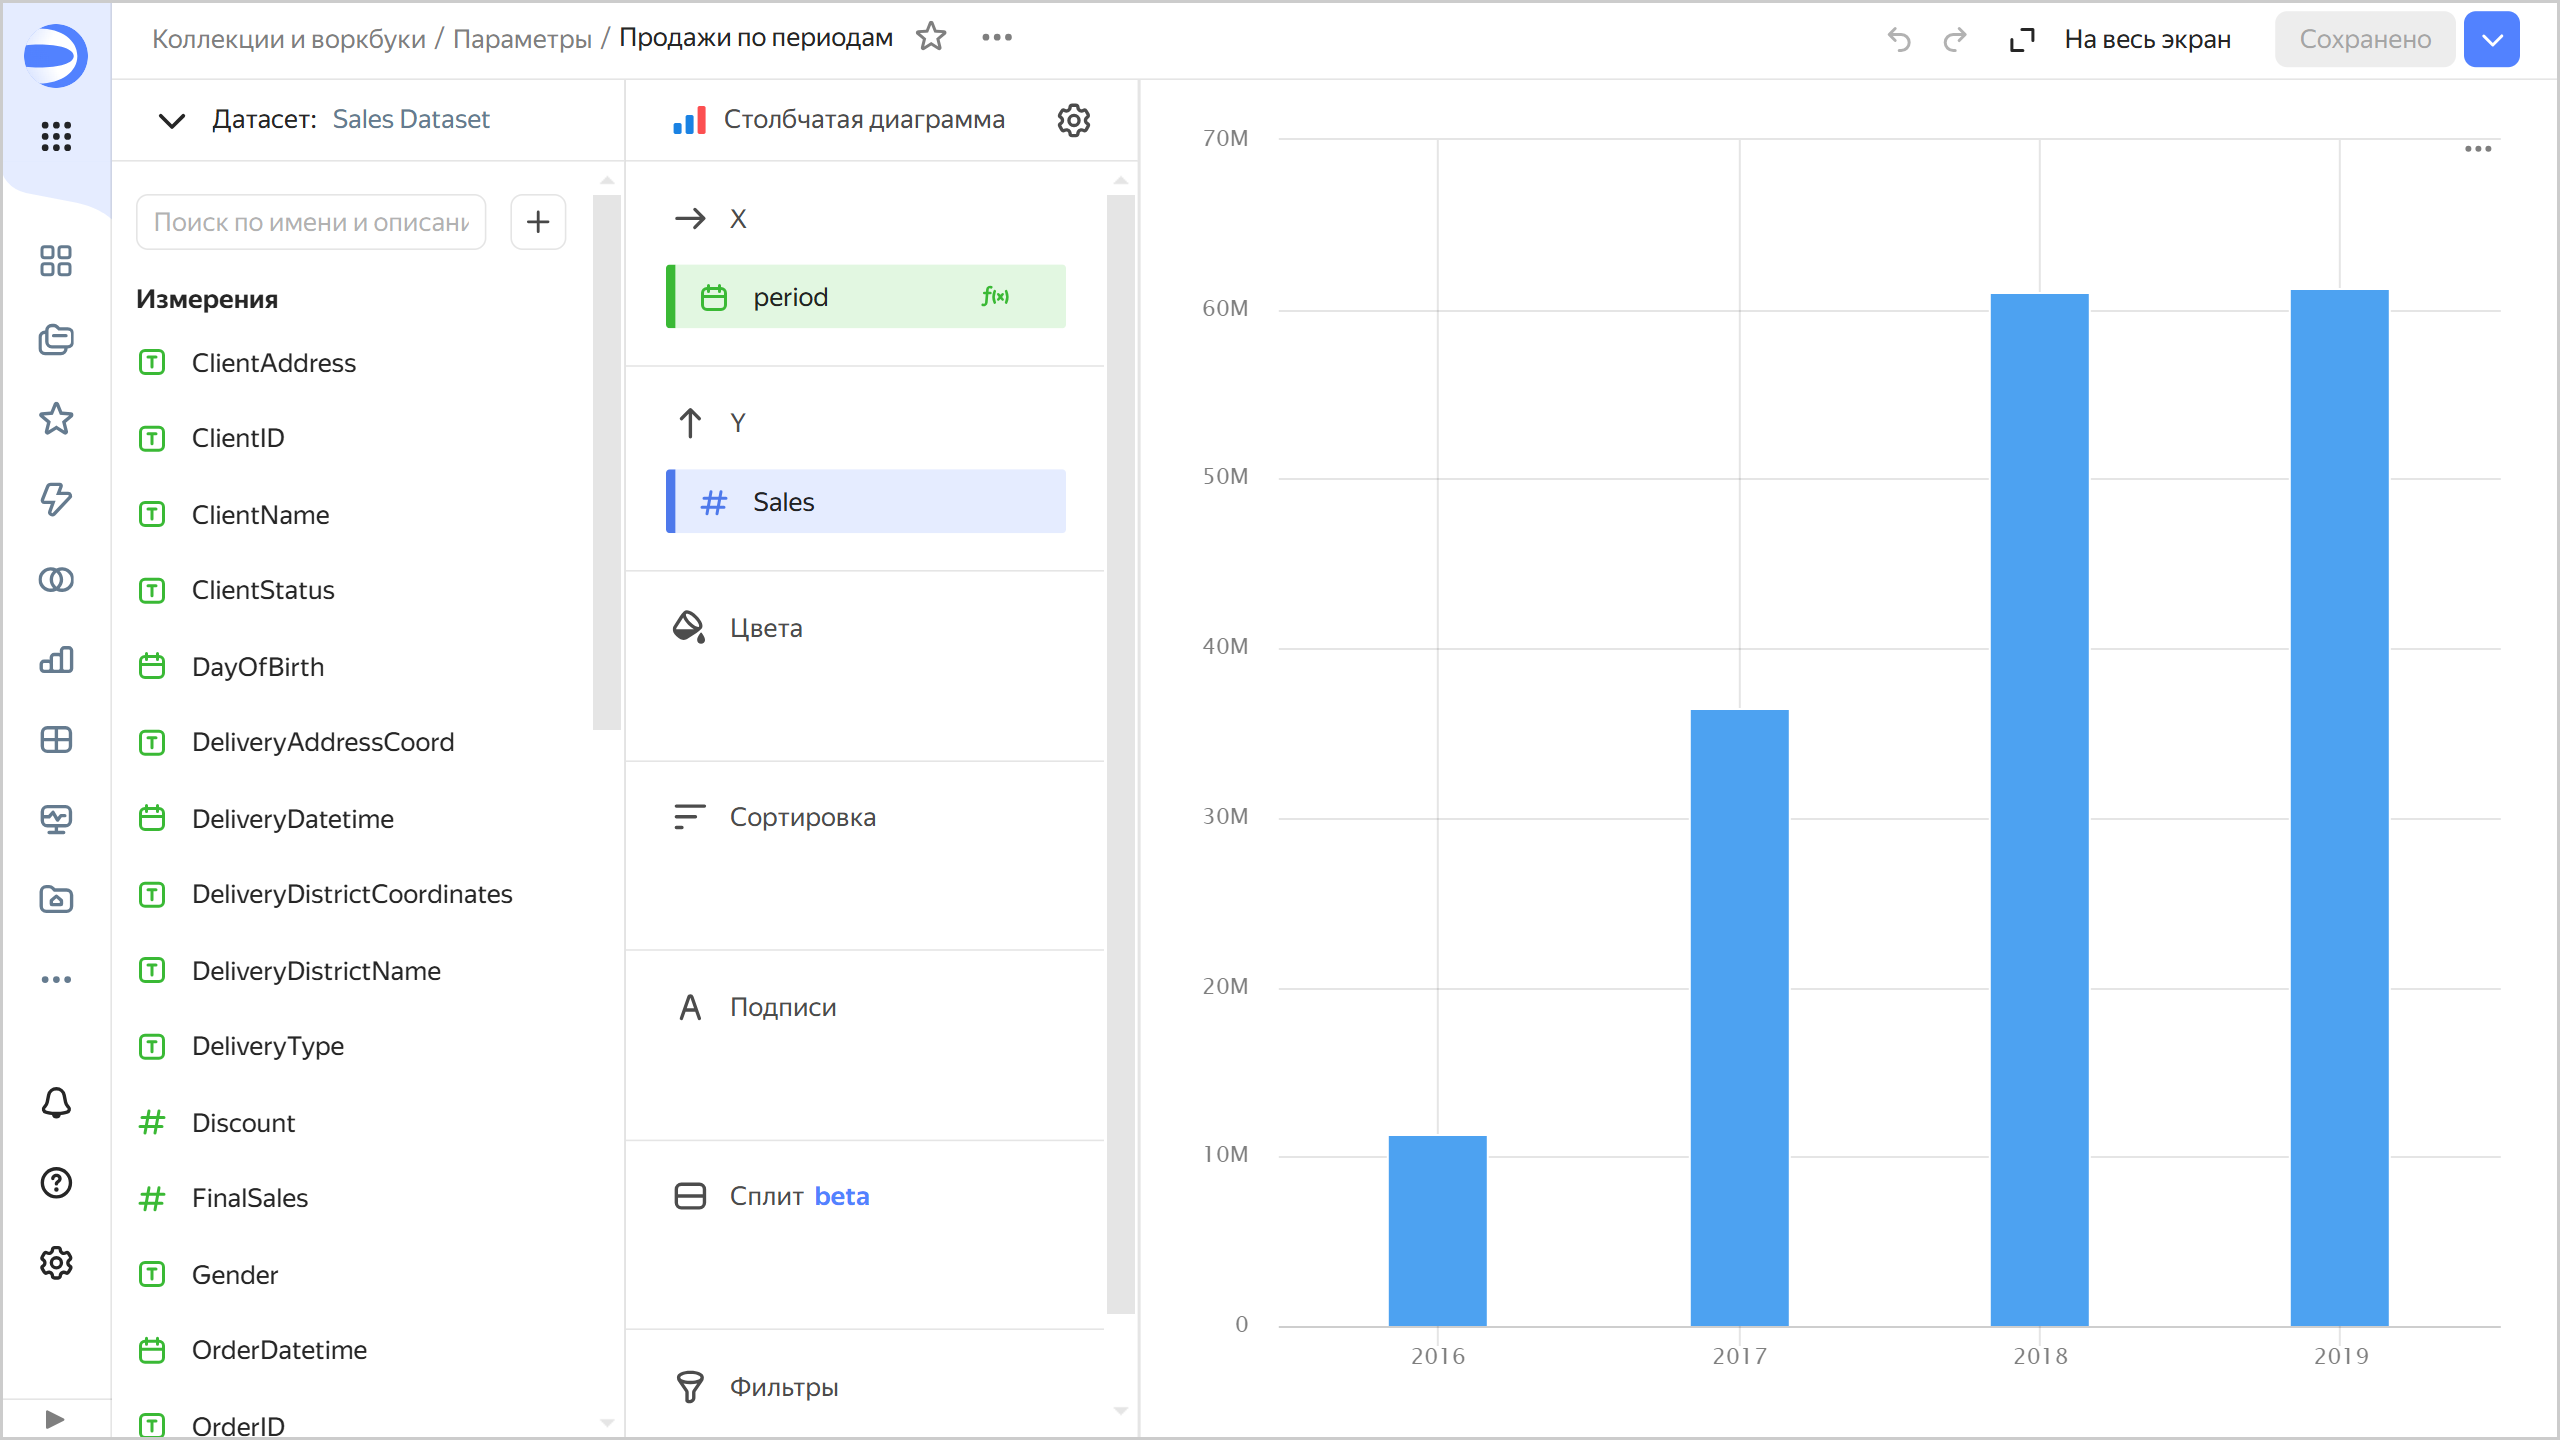 Коллекции и воркбуки / Параметры / Продажи по периодам
На весь экран
Сохранено
Датасет: Sales Dataset
Поиск по имени и описани
Измерения
ClientAddress
ClientID
ClientName
ClientStatus
DayOfBirth
DeliveryAddressCoord
DeliveryDatetime
DeliveryDistrictCoordinates
DeliveryDistrictName
DeliveryType
Discount
FinalSales
Gender
OrderDatetime
OrderID
Столбчатая диаграмма
X
period f(x)
Y
Sales
Цвета
Сортировка
Подписи
Сплит beta
Фильтры
70M
60M
50M
40M
30M
20M
10M
0
2016 2017 2018 2019